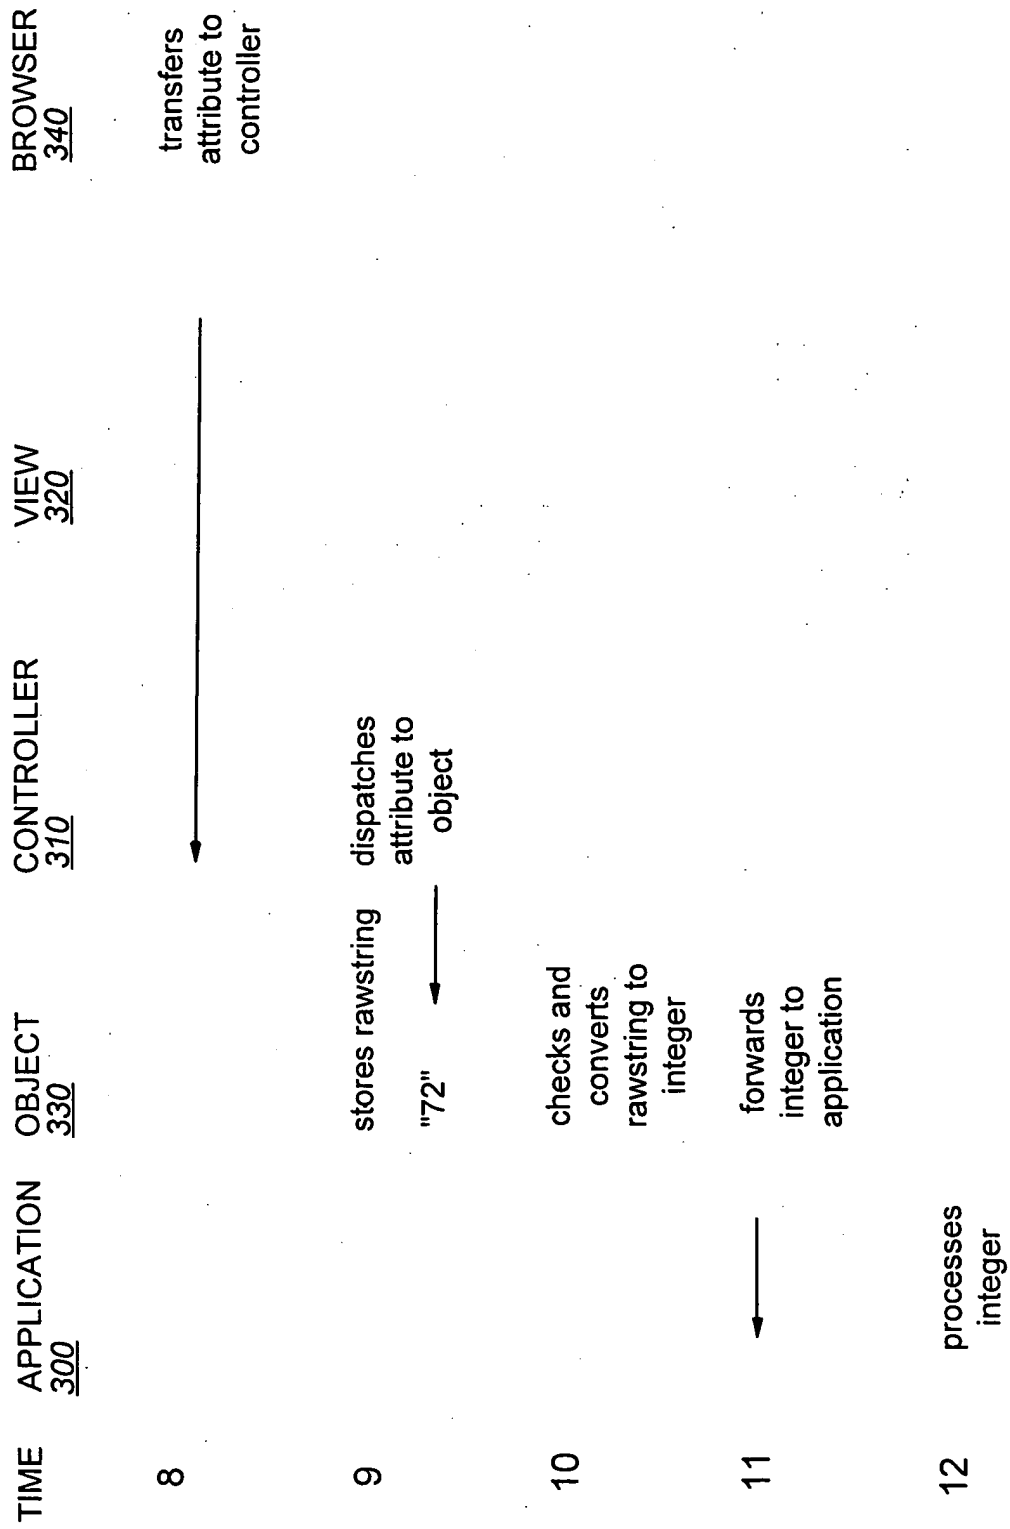 TIME APPLICATION OBJECT CONTROLLER VIEW BROWSER
300 330 310 320 340
8 transfers
attribute to
controller
9 stores rawstring dispatches
attribute to
"72" object
10 checks and
converts
rawstring to
integer
11 forwards
integer to
application
12 processes
integer